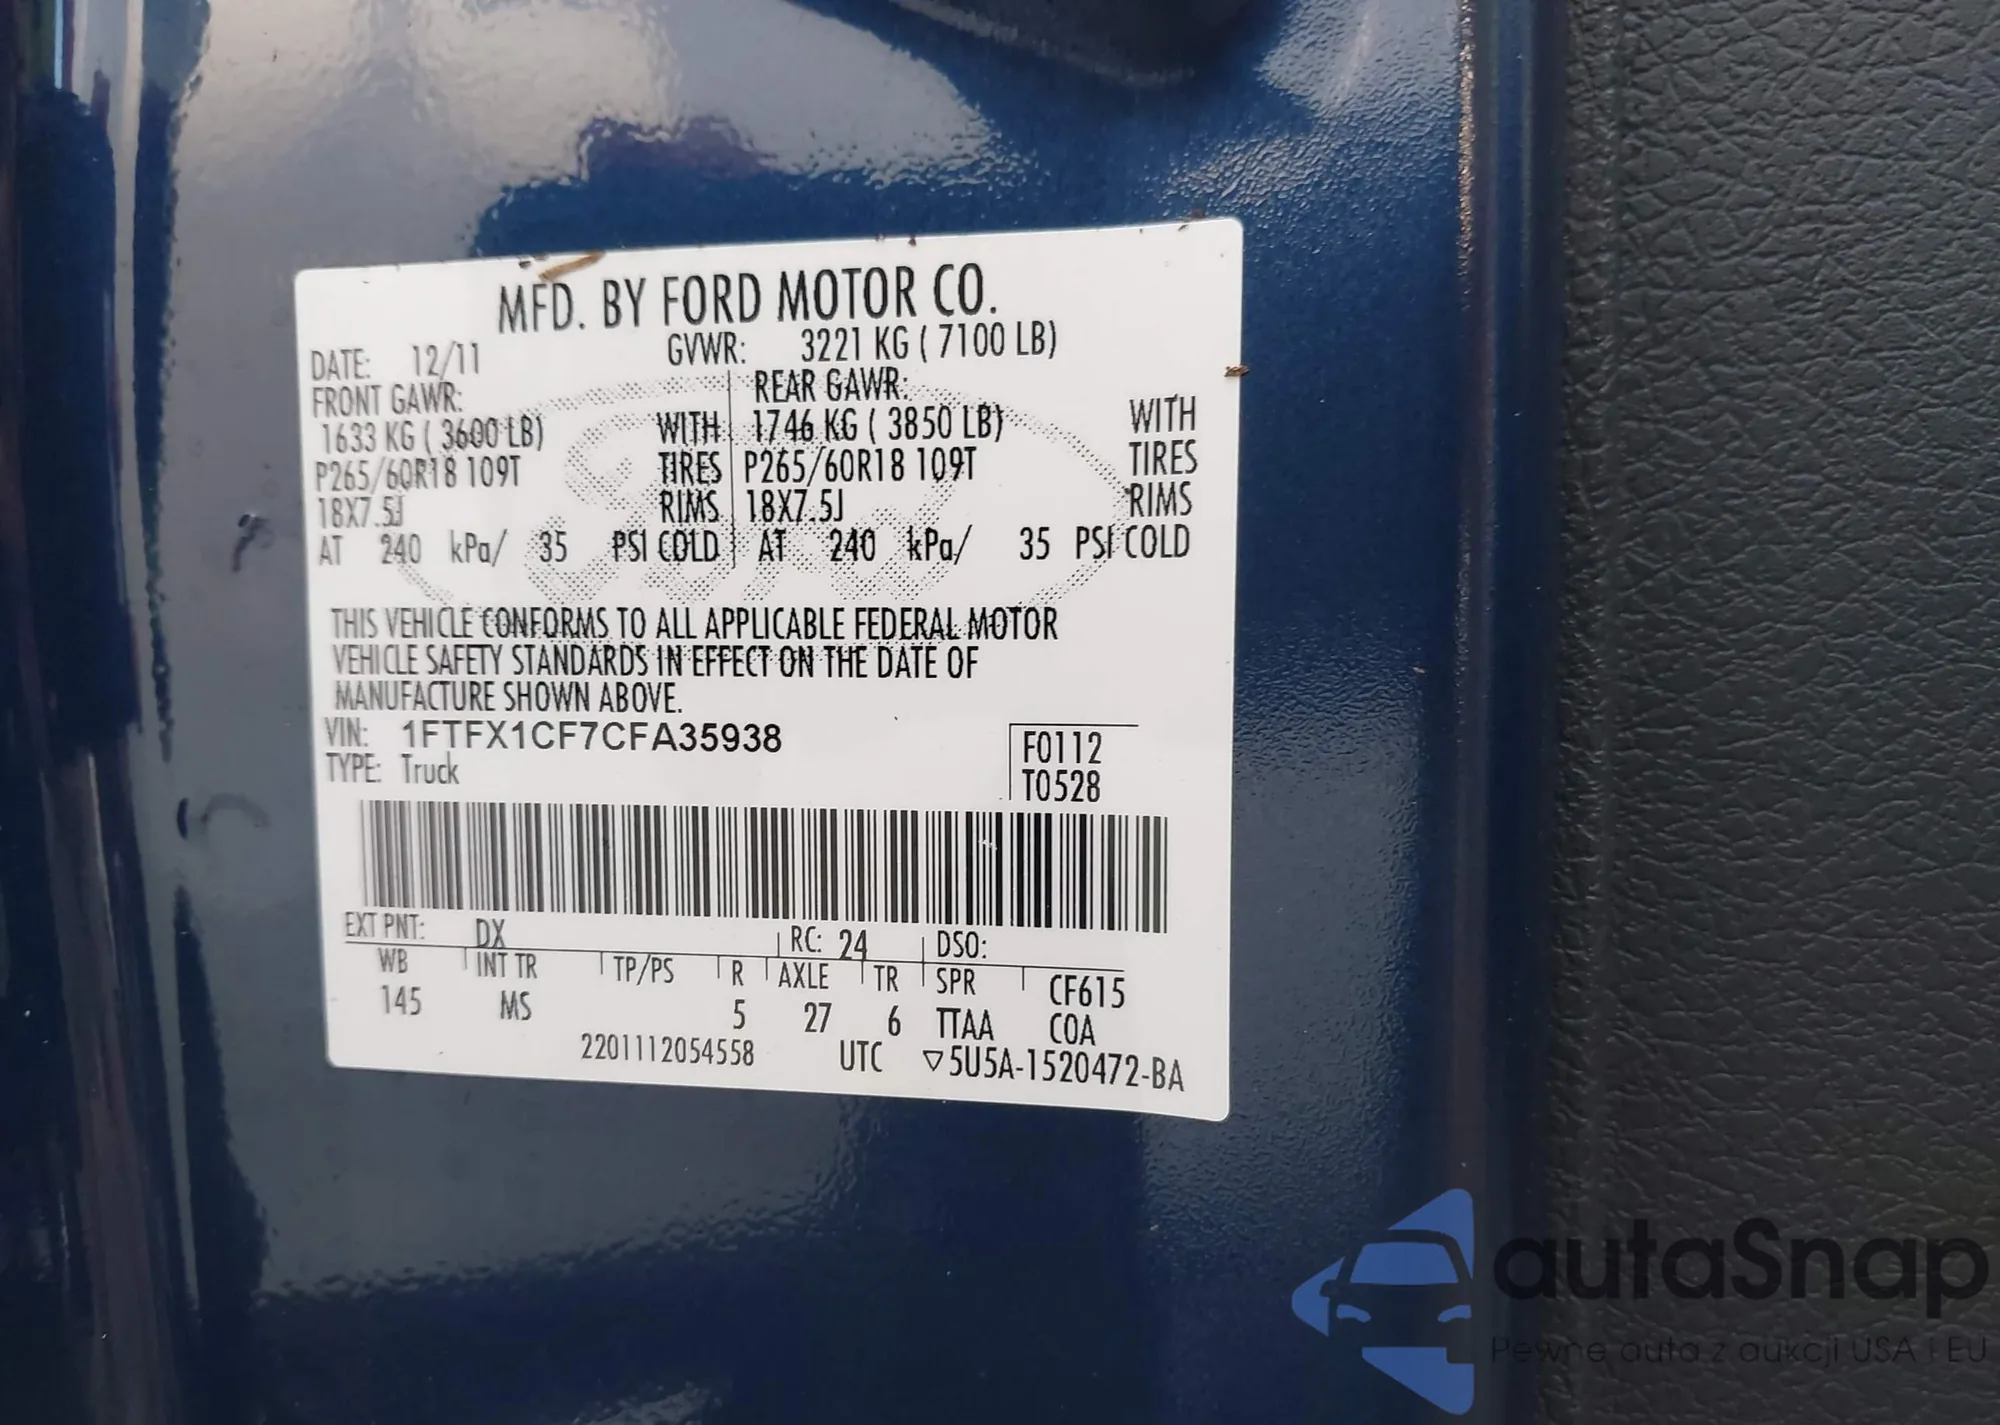 MFD. BY FORD MOTOR CO.
DATE: 12/11 GVWR: 3221 KG ( 7100 LB)
FRONT GAWR: REAR GAWR:
1633 KG ( 3600 LB) WITH 1746 KG ( 3850 LB) WITH
P265/60R18 109T TIRES P265/60R18 109T TIRES
18X7.5J RIMS 18X7.5J RIMS
AT 240 kPa/ 35 PSI COLD AT 240 kPa/ 35 PSI COLD
THIS VEHICLE CONFORMS TO ALL APPLICABLE FEDERAL MOTOR
VEHICLE SAFETY STANDARDS IN EFFECT ON THE DATE OF
MANUFACTURE SHOWN ABOVE.
VIN: 1FTFX1CF7CFA35938 F0112
TYPE: Truck T0528
EXT PNT: DX RC: 24 DSO:
WB INT TR TP/PS R AXLE TR SPR CF615
145 MS 5 27 6 TTAA COA
2201112054558 UTC ▽5U5A-1520472-BA
autaSnap
Pewne auta z aukcji USA i EU